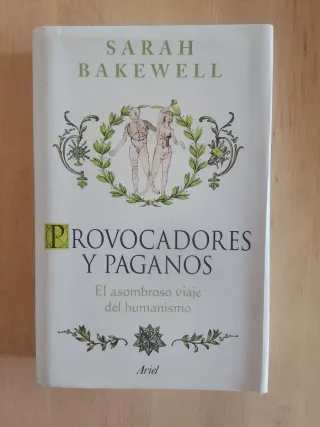 SARAH
BAKEWELL
PROVOCADORES
Y PAGANOS
El asombroso viaje
del humanismo
Ariel